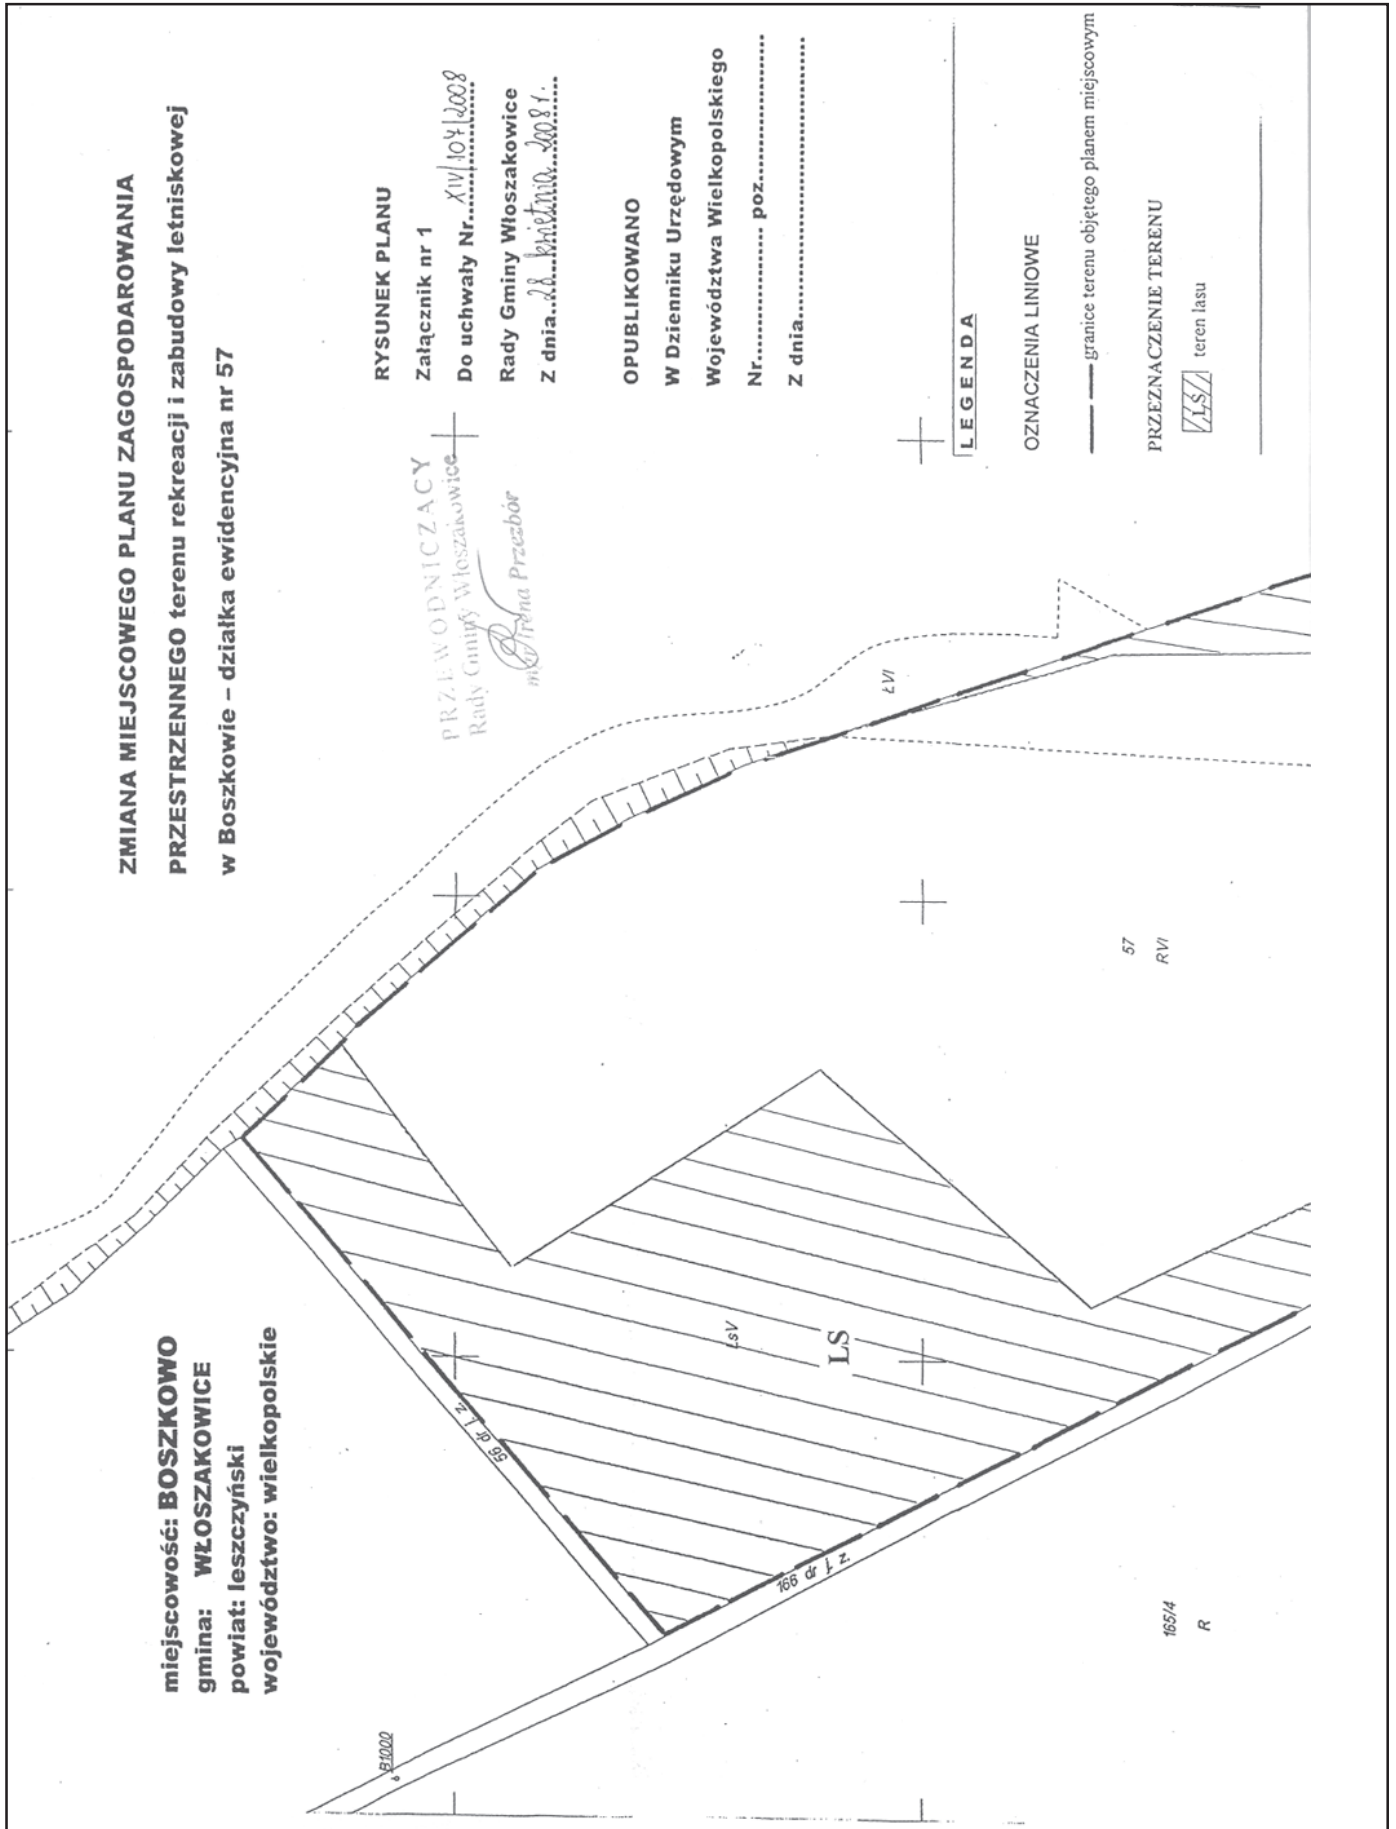 ZMIANA MIEJSCOWEGO PLANU ZAGOSPODAROWANIA
PRZESTRZENNEGO terenu rekreacji i zabudowy letniskowej
w Boszkowie – działka ewidencyjna nr 57
miejscowość: BOSZKOWO
gmina: WŁOSZAKOWICE
powiat: leszczyński
województwo: wielkopolskie
RYSUNEK PLANU
Załącznik nr 1
Do uchwały Nr....XIV/107/2008
Rady Gminy Włoszakowice
Z dnia...28 kwietnia 2008 r.
PRZEWODNICZĄCY
Rady Gminy Włoszakowice
mgr Irena Przezbór
OPUBLIKOWANO
W Dzienniku Urzędowym
Województwa Wielkopolskiego
Nr................ poz....................
Z dnia........................................
LEGENDA
OZNACZENIA LINIOWE
granice terenu objętego planem miejscowym
PRZEZNACZENIE TERENU
LS teren lasu
B1000
56 dr j. z.
166 dr j. z.
LsV
LS
ŁVI
57
RVI
165/4
R